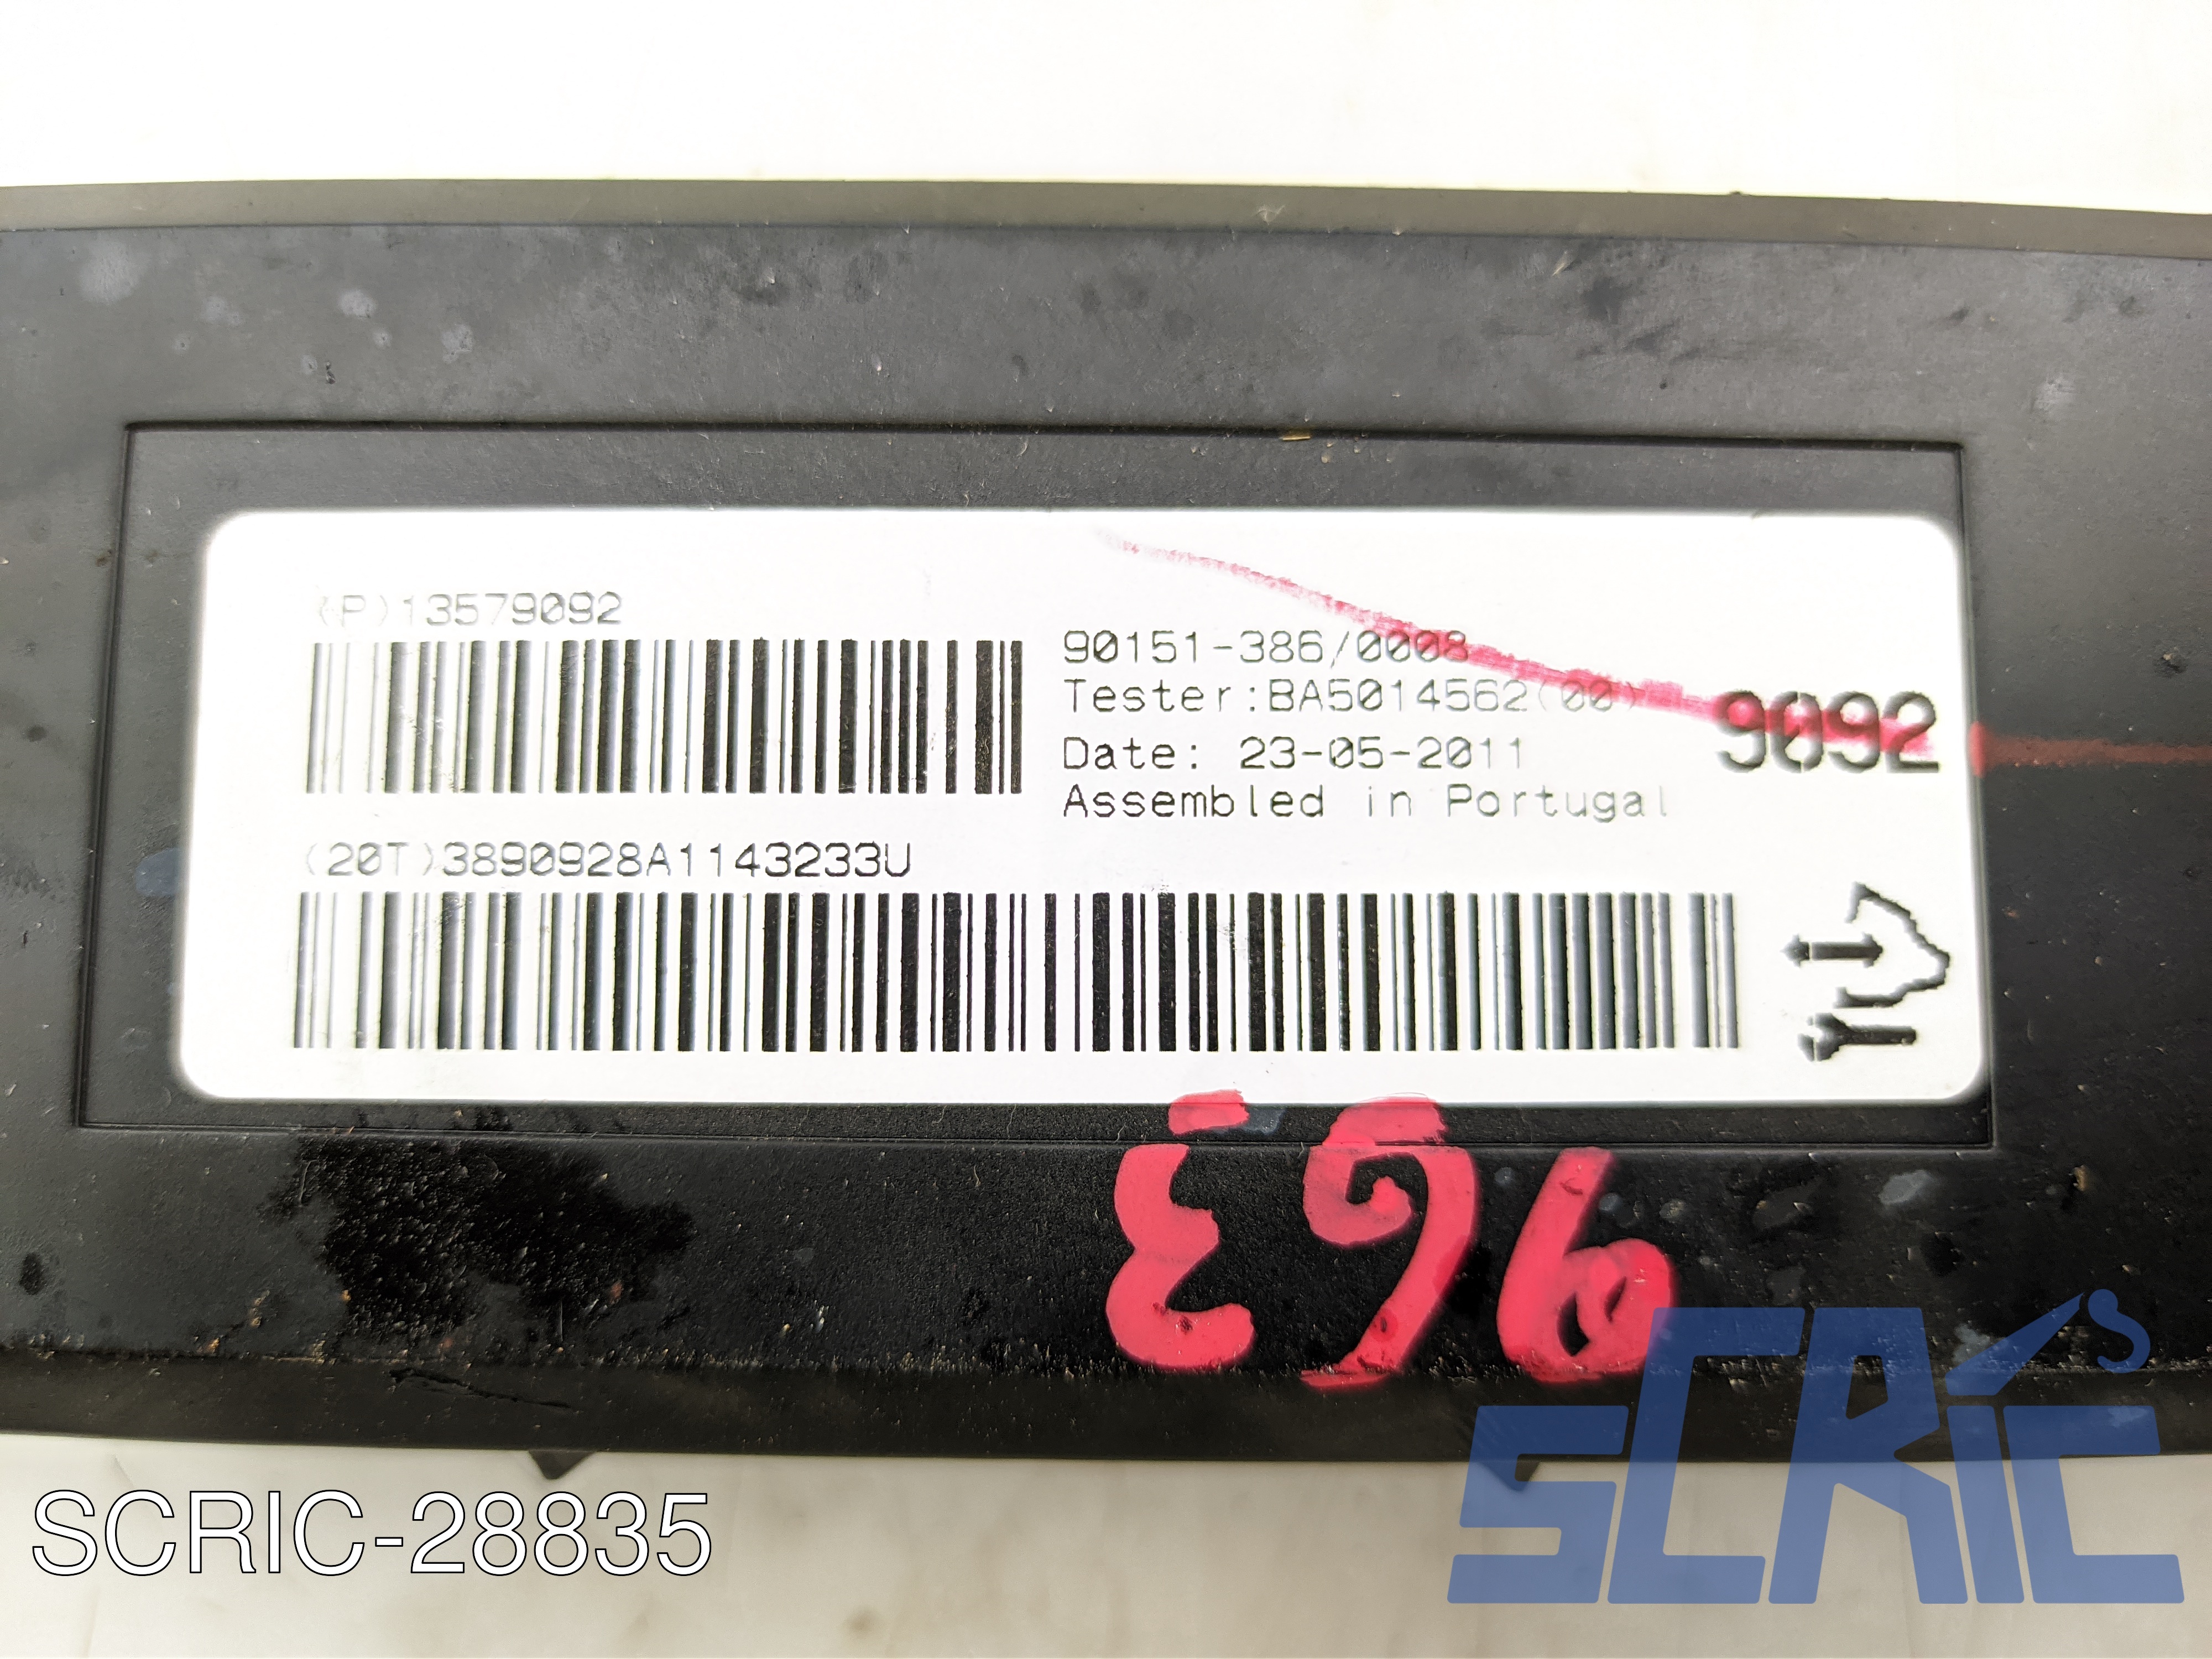 (P)13579092
90151-386/0008
Tester:BA5014562(00)
Date: 23-05-2011
Assembled in Portugal
9092
(20T)3890928A1143233U
SCRIC-28835
SCRiC's